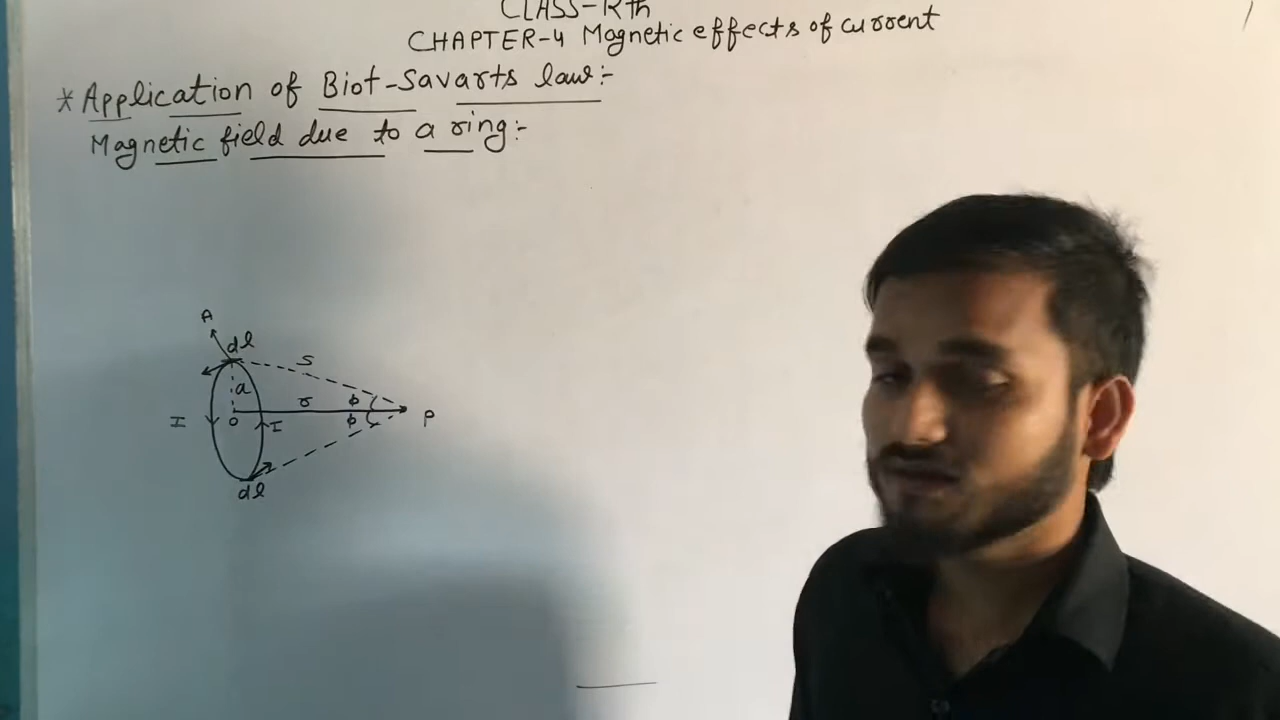 CLASS-12th
CHAPTER-4 Magnetic effects of current
* Application of Biot-Savarts law:-
Magnetic field due to a ring:-
A
dl
s
a
r
ϕ
I
o
I
ϕ
P
dl